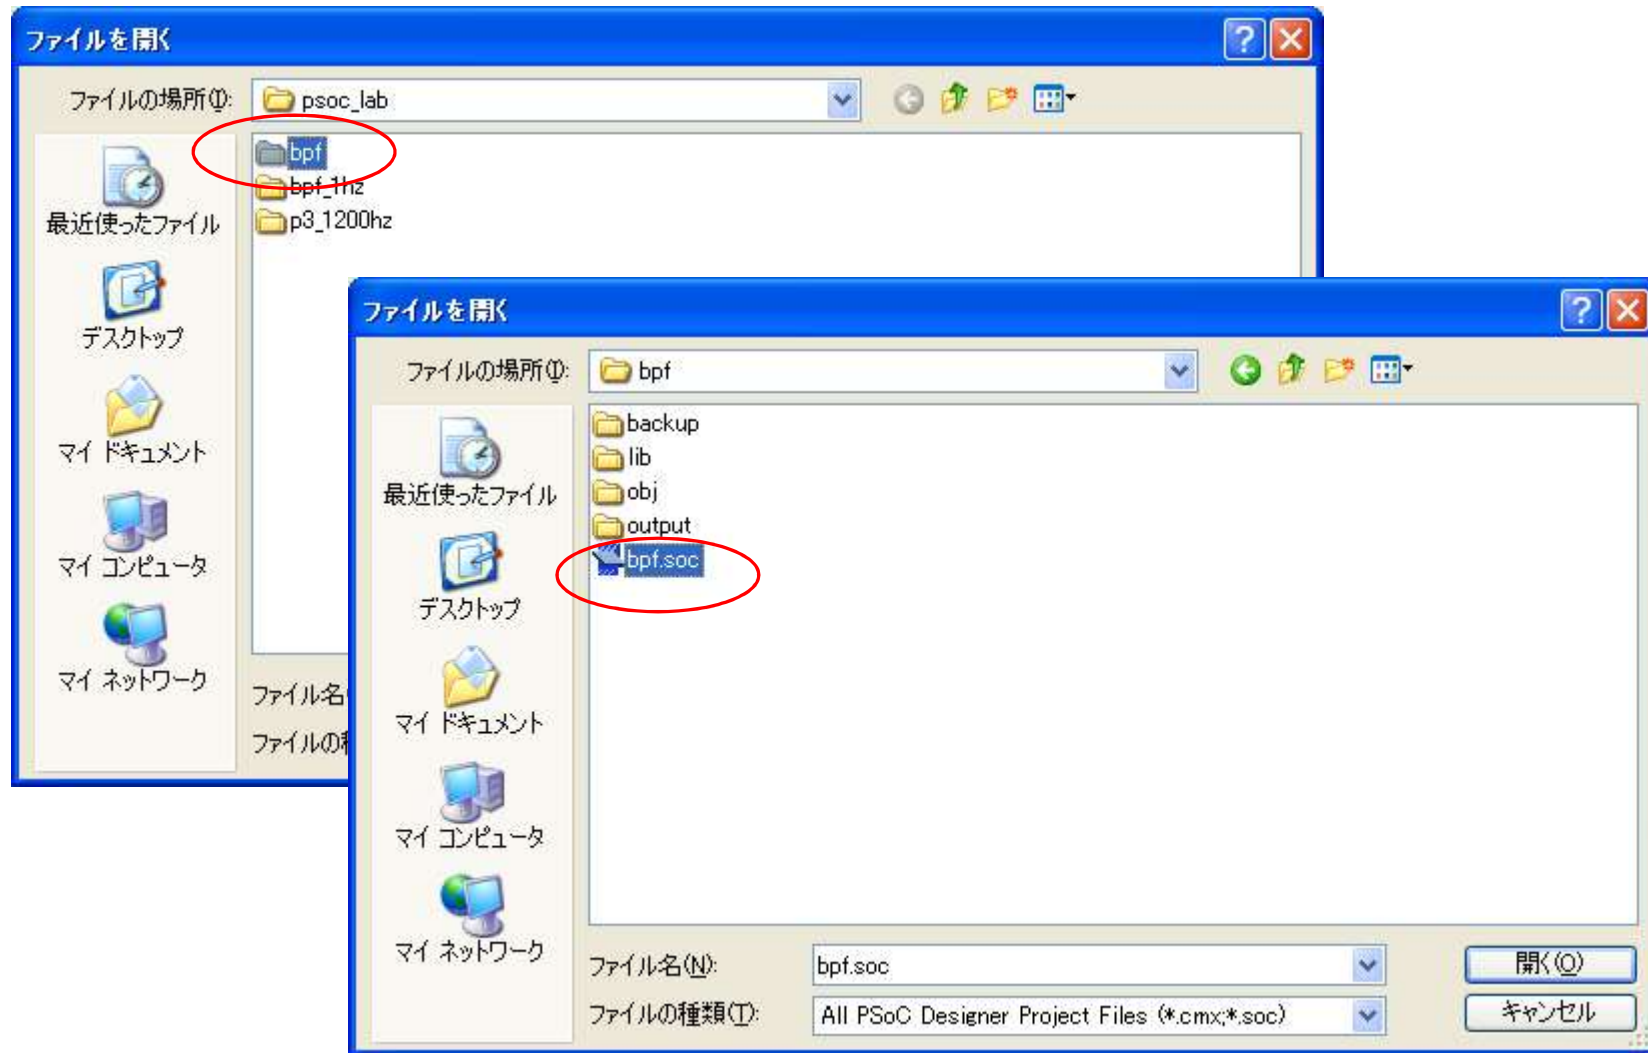 ファイルを開く
ファイルの場所(I):
psoc_lab
bpf
bpf_1hz
p3_1200hz
最近使ったファイル
デスクトップ
マイ ドキュメント
マイ コンピュータ
マイ ネットワーク
ファイル名
ファイルの
ファイルを開く
ファイルの場所(I):
bpf
backup
lib
obj
output
bpf.soc
最近使ったファイル
デスクトップ
マイ ドキュメント
マイ コンピュータ
マイ ネットワーク
ファイル名(N):
bpf.soc
開く(O)
ファイルの種類(T):
All PSoC Designer Project Files (*.cmx;*.soc)
キャンセル